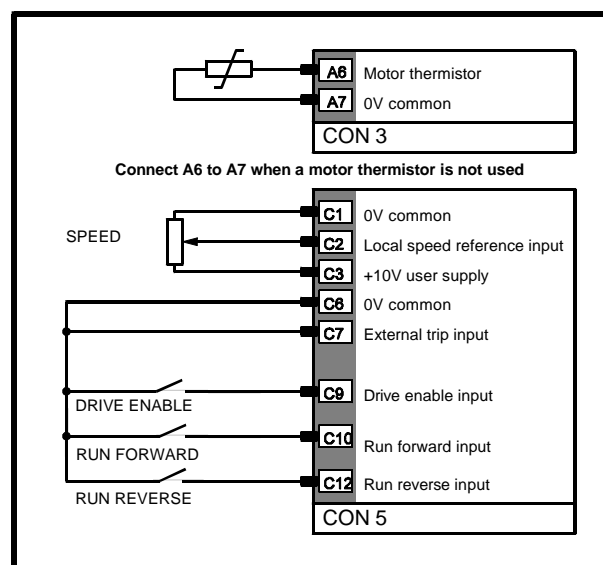 A6 Motor thermistor
A7 0V common
CON 3
Connect A6 to A7 when a motor thermistor is not used
SPEED
C1 0V common
C2 Local speed reference input
C3 +10V user supply
C6 0V common
C7 External trip input
C9 Drive enable input
DRIVE ENABLE
C10 Run forward input
RUN FORWARD
C12 Run reverse input
RUN REVERSE
CON 5